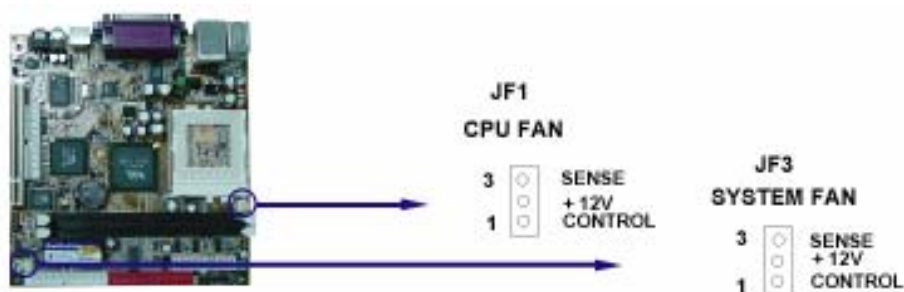 JF1
CPU FAN
3 SENSE
+ 12V
1 CONTROL
JF3
SYSTEM FAN
3 SENSE
+ 12V
1 CONTROL